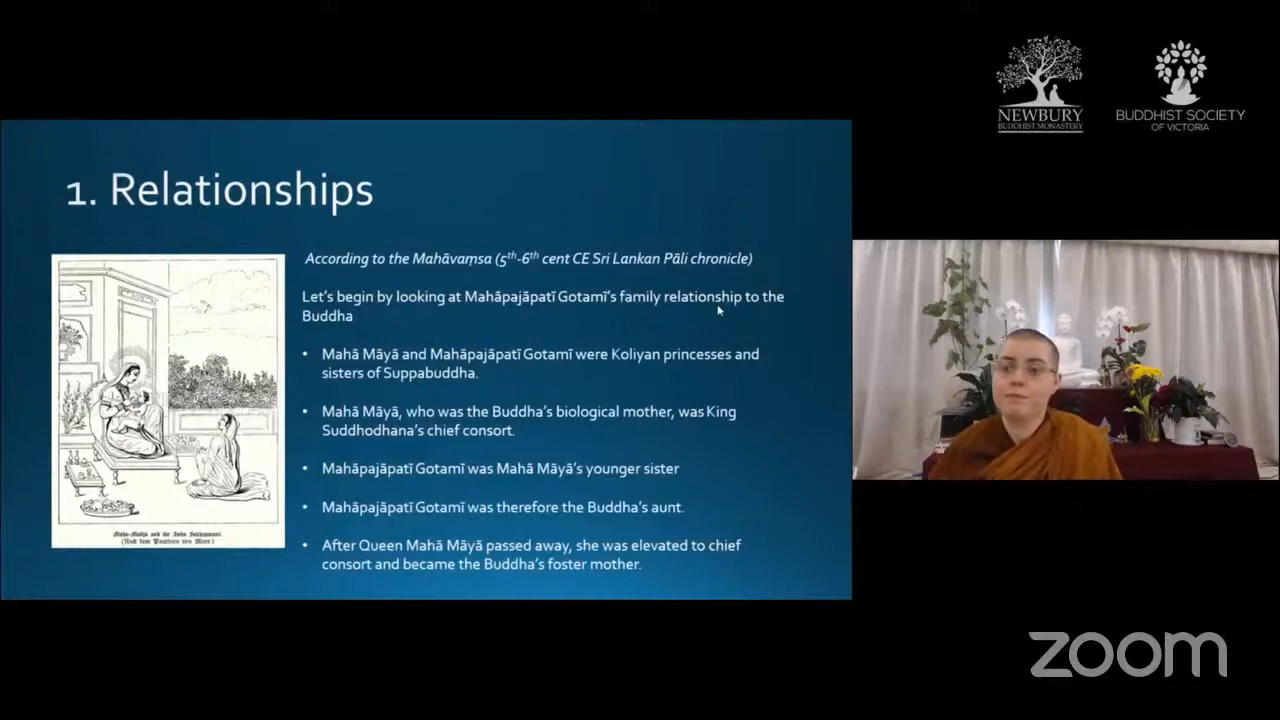 NEWBURY
BUDDHIST MONASTERY
BUDDHIST SOCIETY
OF VICTORIA
1. Relationships
According to the Mahāvaṃsa (5th-6th cent CE Sri Lankan Pāli chronicle)
Let's begin by looking at Mahāpajāpatī Gotamī's family relationship to the
Buddha
• Mahā Māyā and Mahāpajāpatī Gotamī were Koliyan princesses and
sisters of Suppabuddha.
• Mahā Māyā, who was the Buddha's biological mother, was King
Suddhodhana's chief consort.
• Mahāpajāpatī Gotamī was Mahā Māyā's younger sister
• Mahāpajāpatī Gotamī was therefore the Buddha's aunt.
• After Queen Mahā Māyā passed away, she was elevated to chief
consort and became the Buddha's foster mother.
zoom